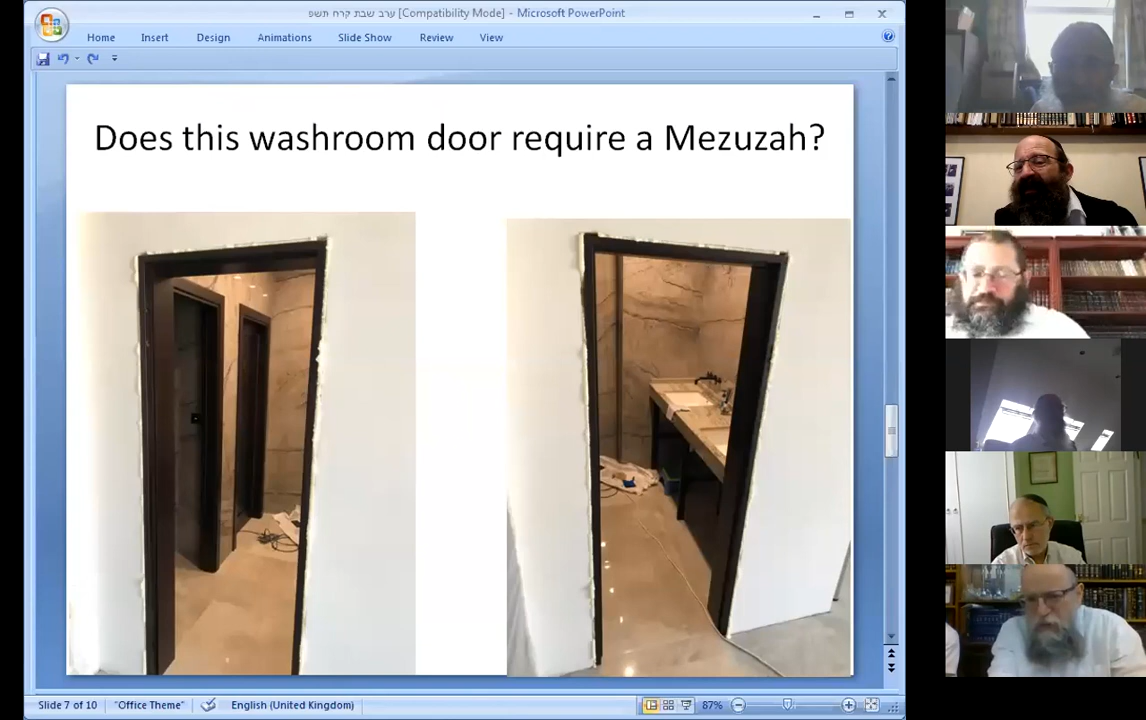 ערב שבת קרח תשפ [Compatibility Mode] - Microsoft PowerPoint
Home Insert Design Animations Slide Show Review View
Does this washroom door require a Mezuzah?
Slide 7 of 10 "Office Theme" English (United Kingdom) 87%